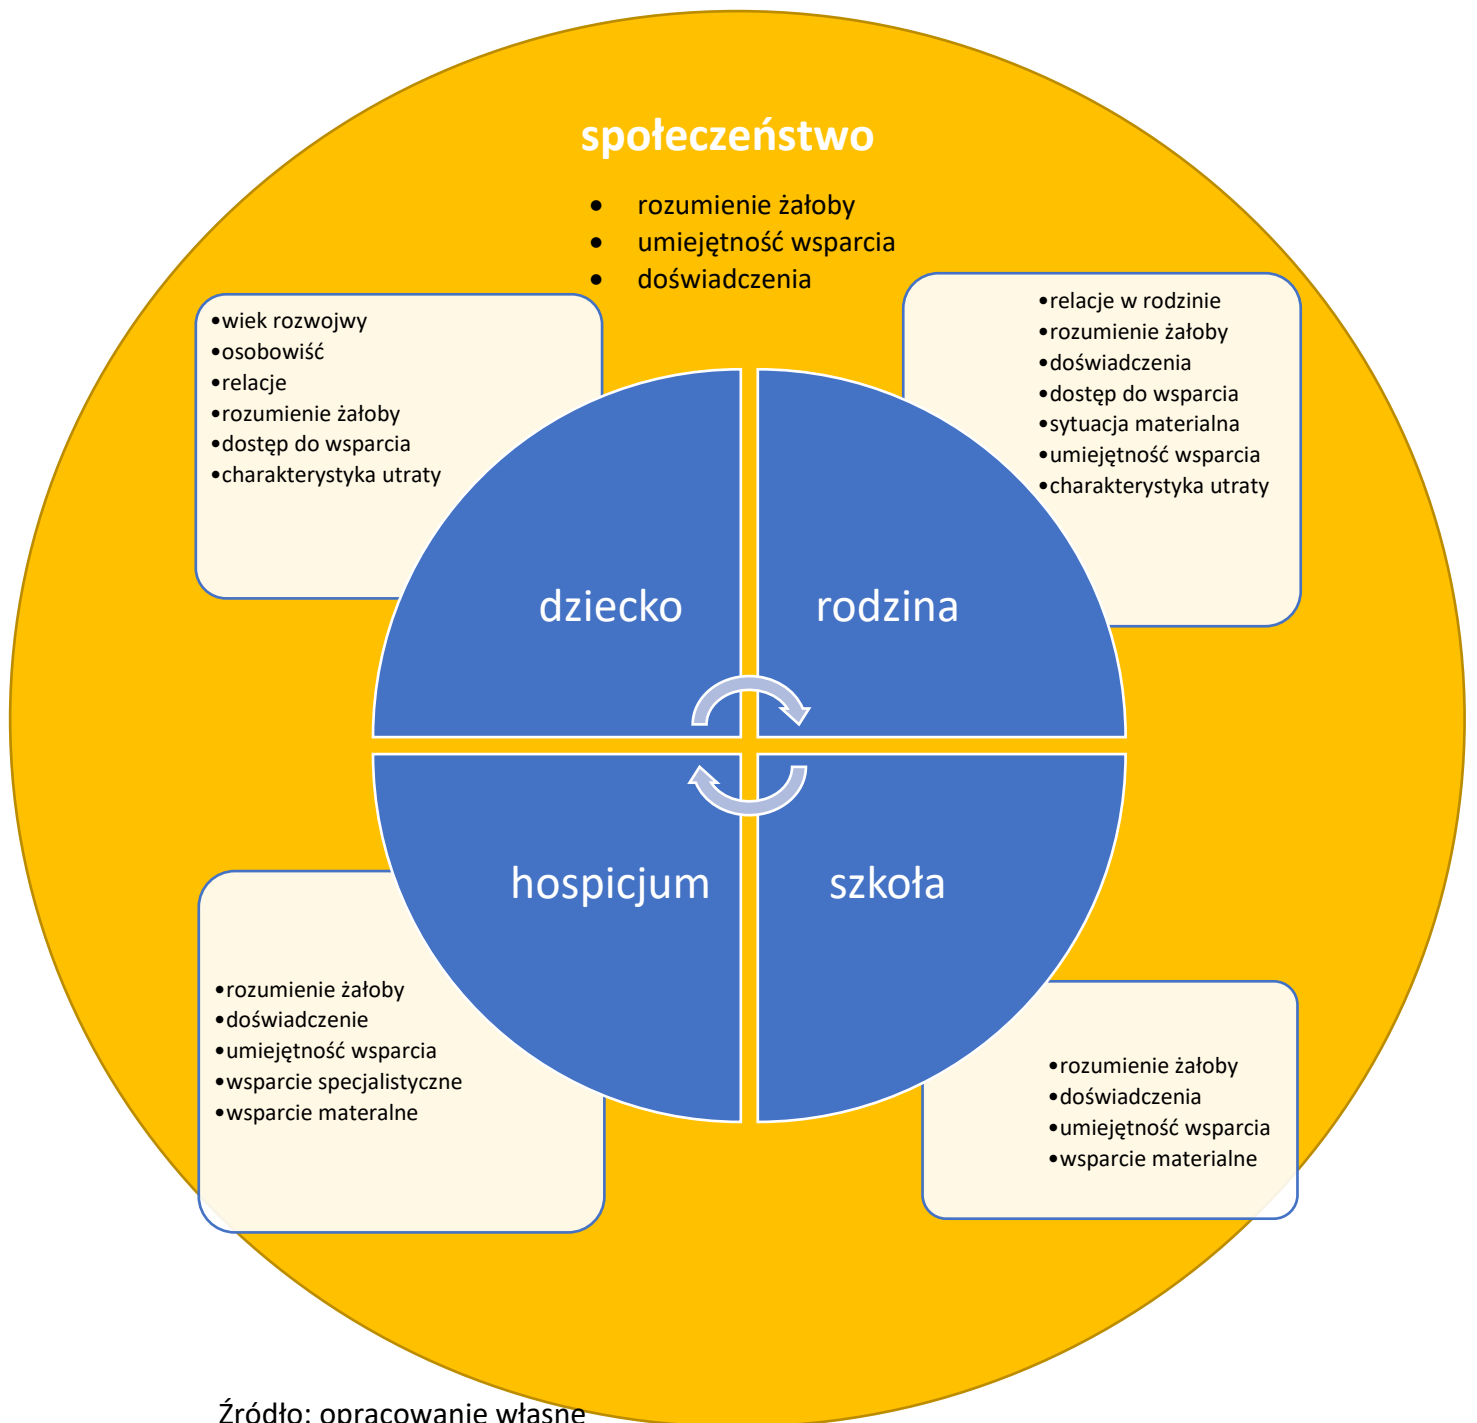 społeczeństwo
• rozumienie żałoby
• umiejętność wsparcia
• doświadczenia
•wiek rozwojwy
•osobowiść
•relacje
•rozumienie żałoby
•dostęp do wsparcia
•charakterystyka utraty
•relacje w rodzinie
•rozumienie żałoby
•doświadczenia
•dostęp do wsparcia
•sytuacja materialna
•umiejętność wsparcia
•charakterystyka utraty
dziecko
rodzina
hospicjum
szkoła
•rozumienie żałoby
•doświadczenie
•umiejętność wsparcia
•wsparcie specjalistyczne
•wsparcie materalne
•rozumienie żałoby
•doświadczenia
•umiejętność wsparcia
•wsparcie materialne
Źródło: opracowanie własne